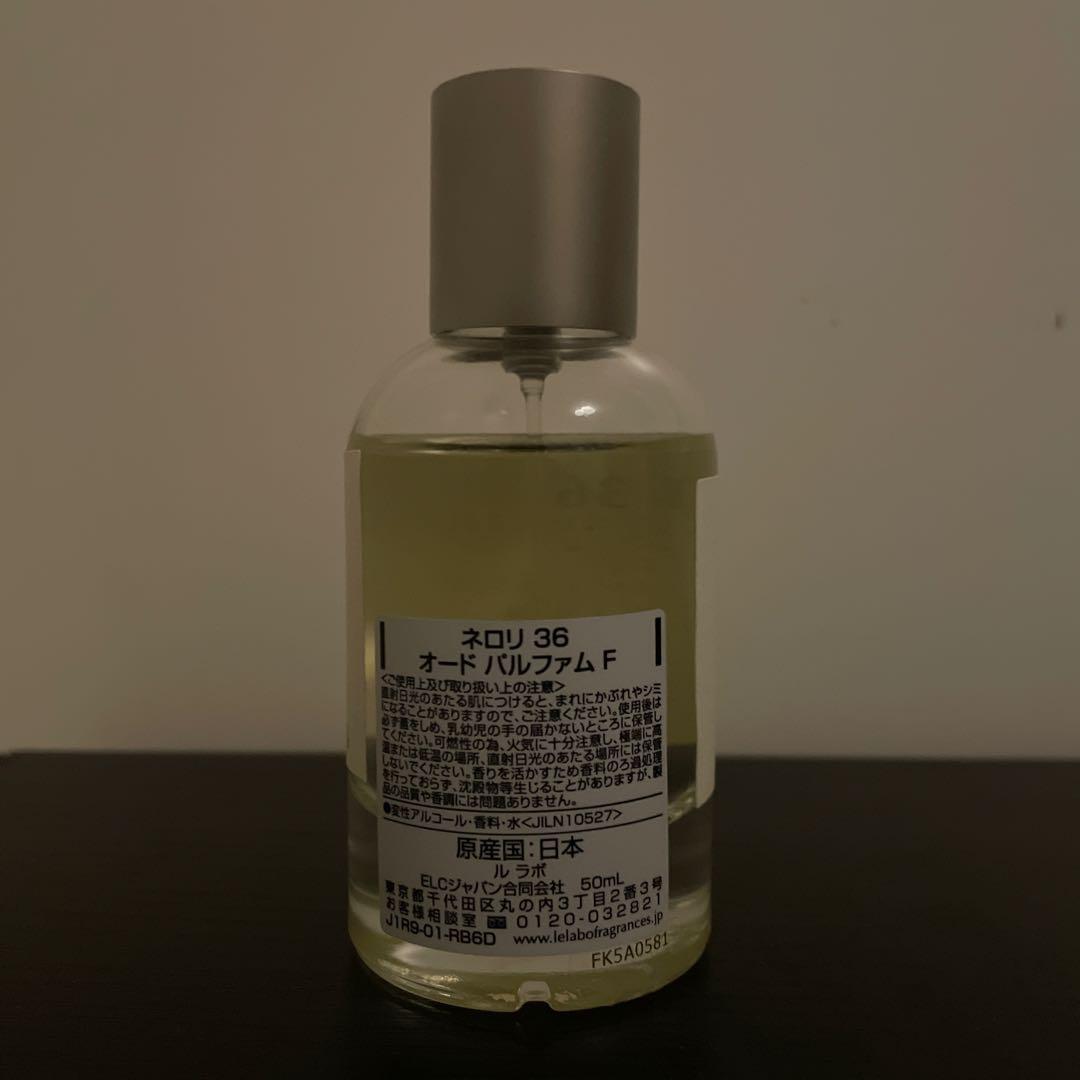 ネロリ 36
オード パルファム F
<ご使用上及び取り扱い上の注意>
直射日光のあたる肌につけると、まれにかぶれやシミ
になることがありますので、ご注意ください。使用後は
必ず蓋をしめ、乳幼児の手の届かないところに保管し
てください。可燃性の為、火気に十分注意し、極端に高
温または低温の場所、直射日光のあたる場所には保管
しないでください。香りを活かすため香料のろ過処理
を行っておらず、沈殿物等生じることがありますが、製
品の品質や香調には問題ありません。
●変性アルコール・香料・水<JILN10527>
原産国:日本
ル ラボ
ELCジャパン合同会社 50mL
東京都千代田区丸の内3丁目2番3号
お客様相談室 0120-032821
J1R9-01-RB6D www.lelabofragrances.jp
FK5A0581
36